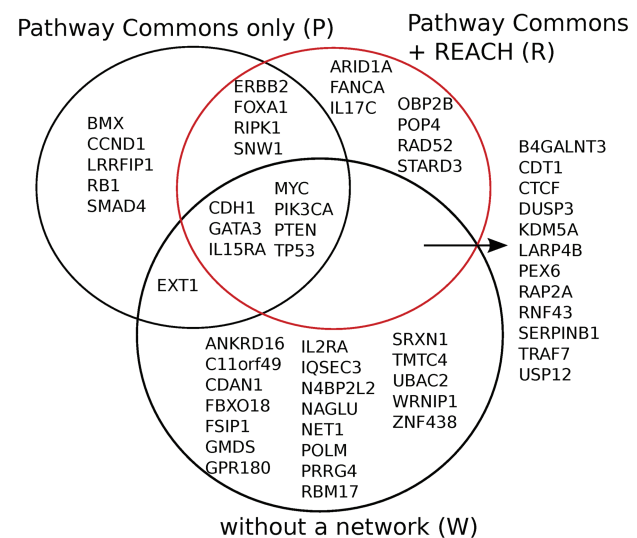 Pathway Commons only (P)
Pathway Commons
+ REACH (R)
BMX
CCND1
LRRFIP1
RB1
SMAD4
ERBB2
FOXA1
RIPK1
SNW1
ARID1A
FANCA
IL17C
OBP2B
POP4
RAD52
STARD3
CDH1
GATA3
IL15RA
MYC
PIK3CA
PTEN
TP53
EXT1
B4GALNT3
CDT1
CTCF
DUSP3
KDM5A
LARP4B
PEX6
RAP2A
RNF43
SERPINB1
TRAF7
USP12
ANKRD16
C11orf49
CDAN1
FBXO18
FSIP1
GMDS
GPR180
IL2RA
IQSEC3
N4BP2L2
NAGLU
NET1
POLM
PRRG4
RBM17
SRXN1
TMTC4
UBAC2
WRNIP1
ZNF438
without a network (W)